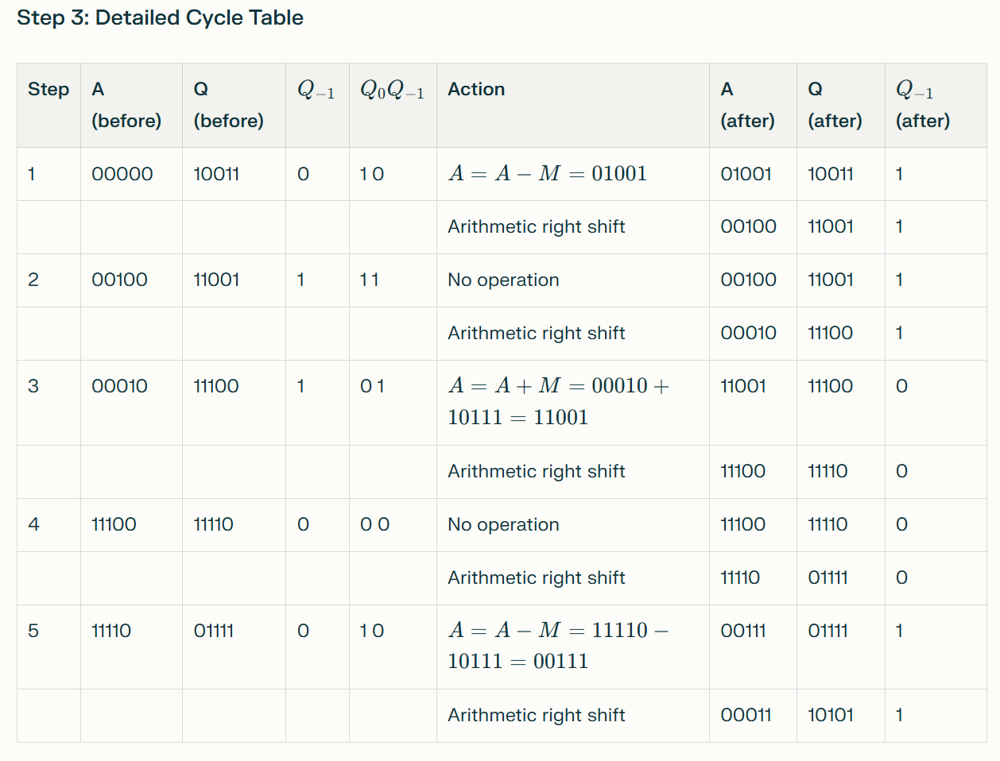 Step 3: Detailed Cycle Table
Step A Q Q₋₁ Q₀Q₋₁ Action A Q Q₋₁
(before) (before) (after) (after) (after)
1 00000 10011 0 1 0 A = A − M = 01001 01001 10011 1
Arithmetic right shift 00100 11001 1
2 00100 11001 1 1 1 No operation 00100 11001 1
Arithmetic right shift 00010 11100 1
3 00010 11100 1 0 1 A = A + M = 00010 + 11001 11100 0
10111 = 11001
Arithmetic right shift 11100 11110 0
4 11100 11110 0 0 0 No operation 11100 11110 0
Arithmetic right shift 11110 01111 0
5 11110 01111 0 1 0 A = A − M = 11110 − 00111 01111 1
10111 = 00111
Arithmetic right shift 00011 10101 1